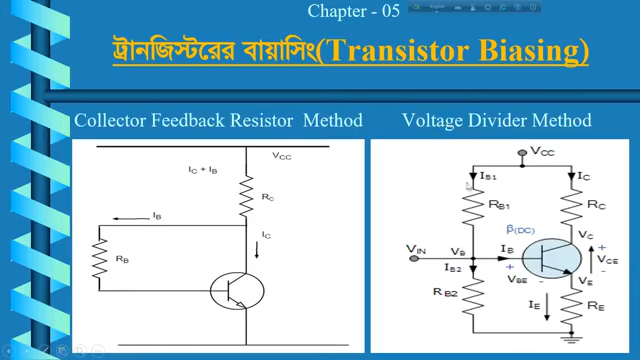 Chapter - 05
ট্রানজিস্টরের বায়াসিং(Transistor Biasing)
Collector Feedback Resistor Method
Voltage Divider Method
VCC
IC + IB
RC
IB
IC
RB
VCC
IB1
IC
RB1
RC
β(DC)
VC
VIN
VB
IB
+
VCE
IB2
+
VBE
-
VE
-
RB2
IE
RE